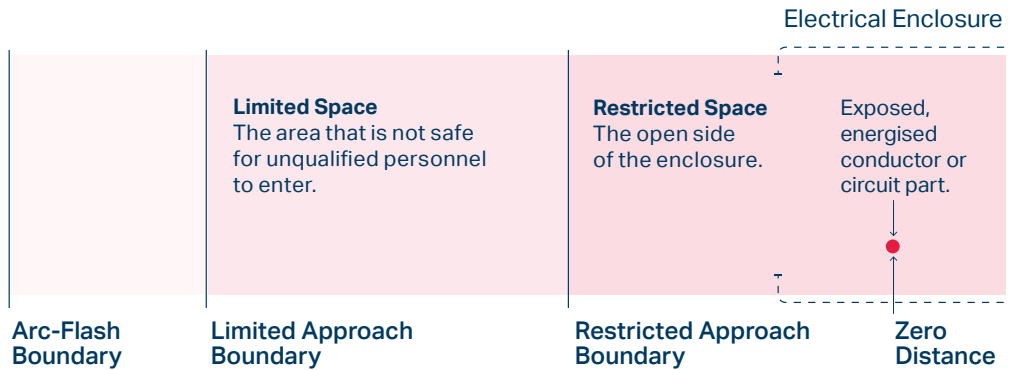 Electrical Enclosure
Limited Space
The area that is not safe
for unqualified personnel
to enter.
Restricted Space
The open side
of the enclosure.
Exposed,
energised
conductor or
circuit part.
Arc-Flash
Boundary
Limited Approach
Boundary
Restricted Approach
Boundary
Zero
Distance